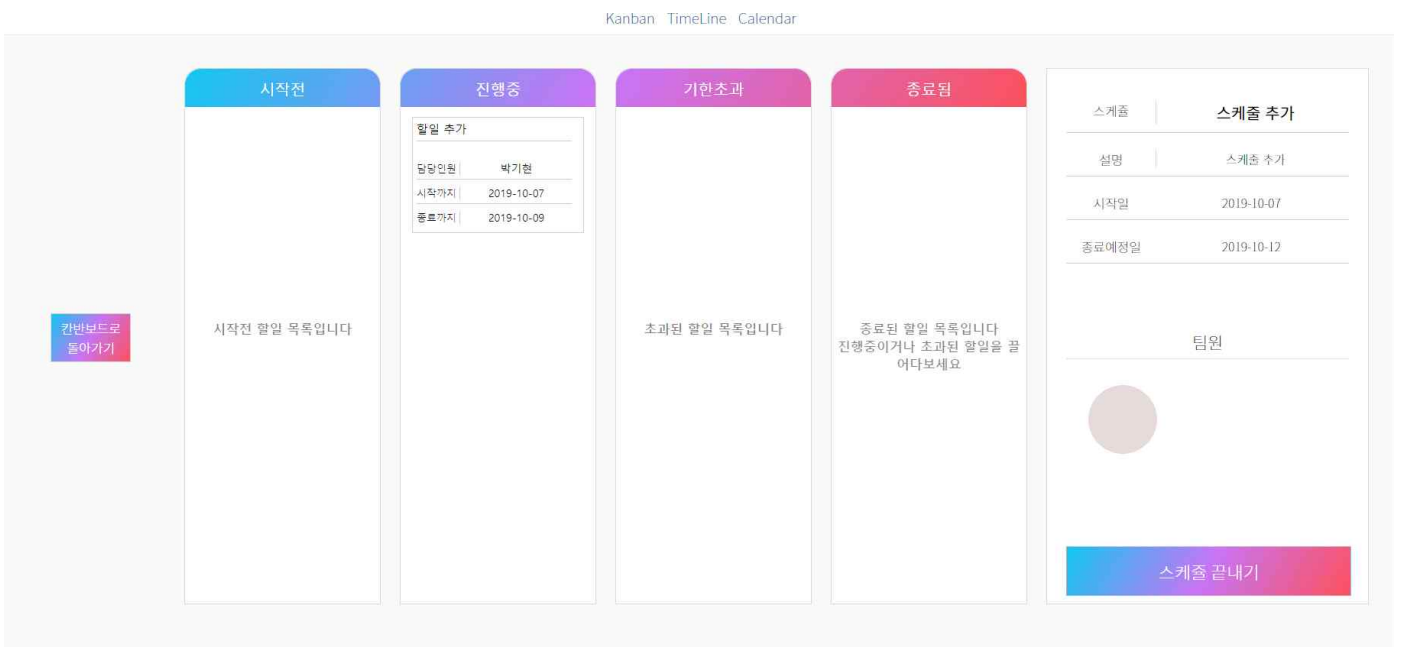 Kanban TimeLine Calendar
칸반보드로
돌아가기
시작전
시작전 할일 목록입니다
진행중
할일 추가
담당인원 박기현
시작까지 2019-10-07
종료까지 2019-10-09
기한초과
초과된 할일 목록입니다
종료됨
종료된 할일 목록입니다
진행중이거나 초과된 할일을 끌
어다보세요
스케쥴 스케줄 추가
설명 스케줄 추가
시작일 2019-10-07
종료예정일 2019-10-12
팀원
스케쥴 끝내기